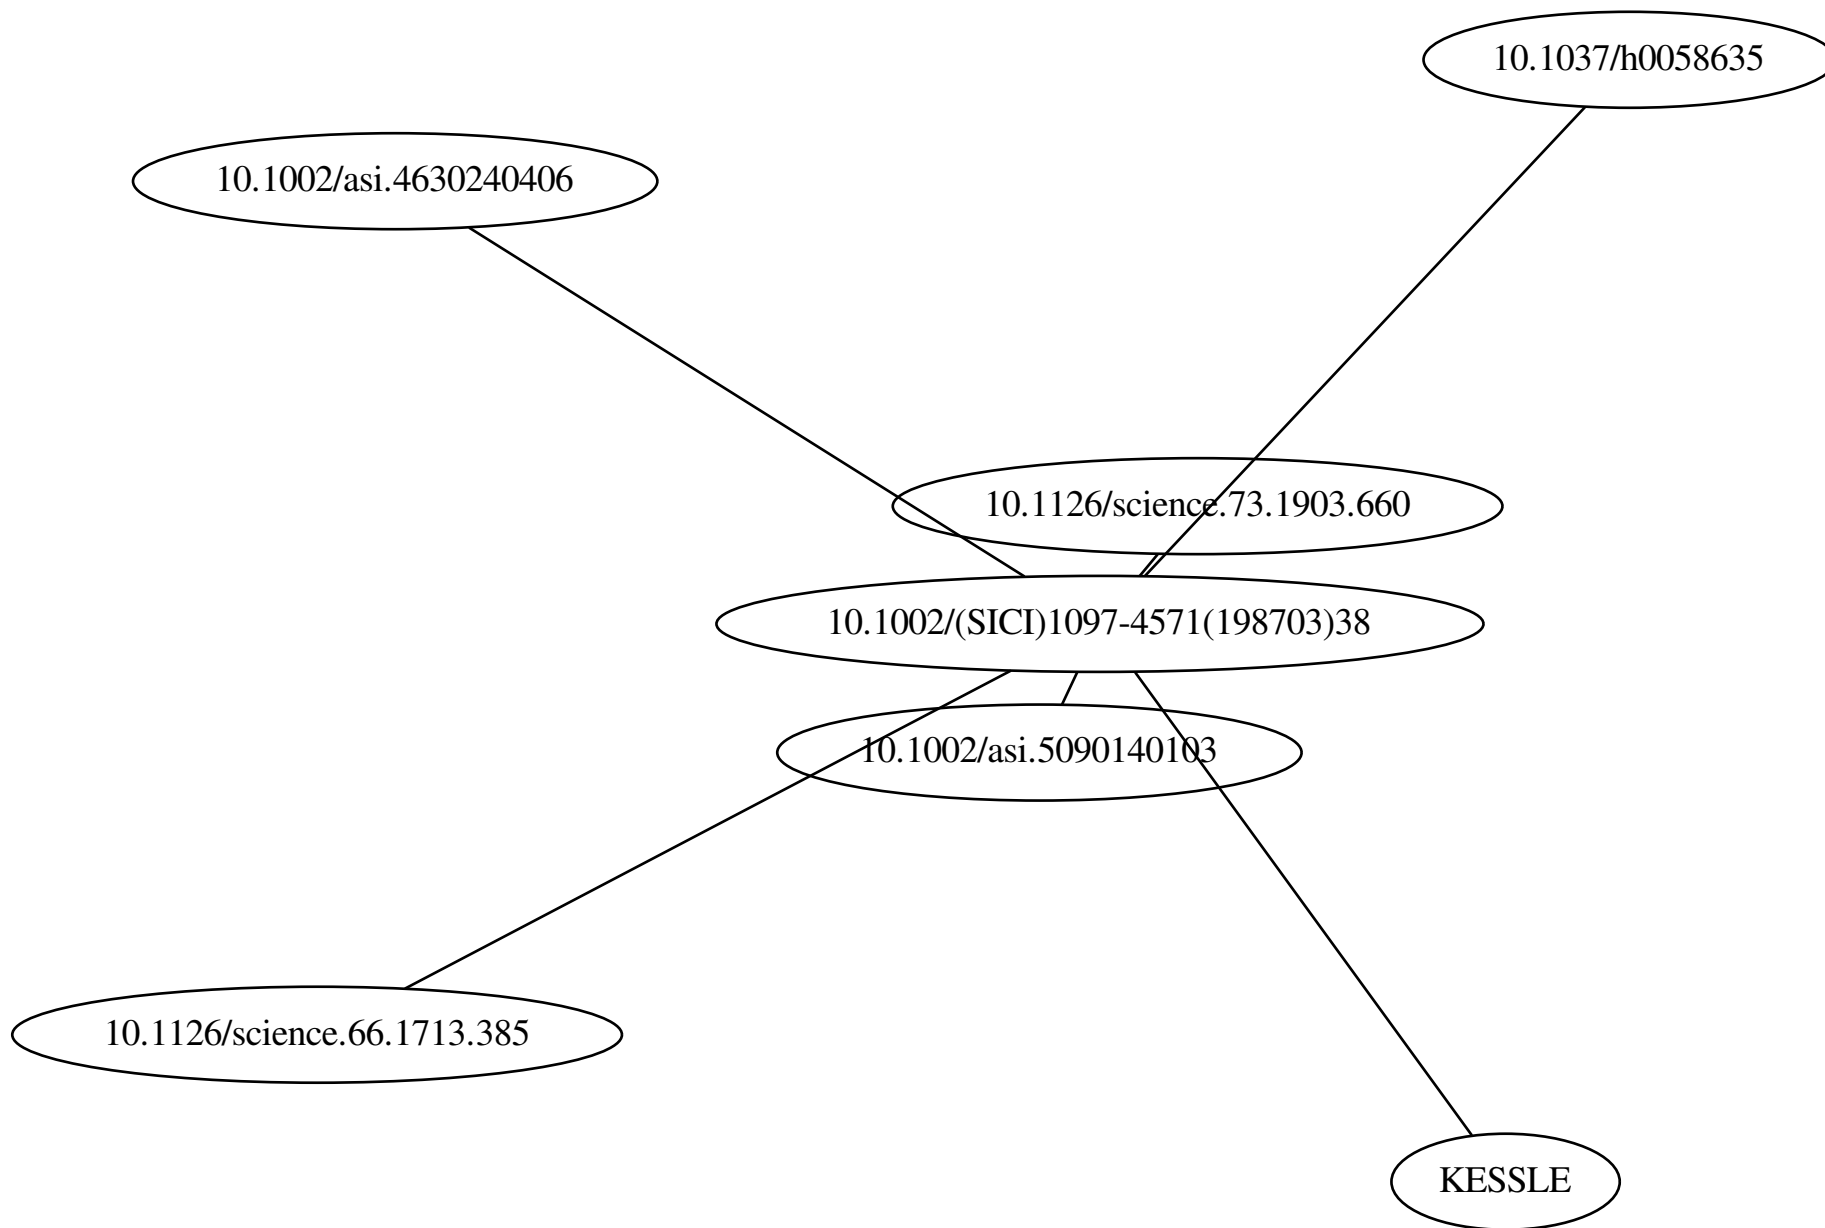 10.1037/h0058635
10.1002/asi.4630240406
10.1126/science.73.1903.660
10.1002/(SICI)1097-4571(198703)38
10.1002/asi.5090140103
10.1126/science.66.1713.385
KESSLE